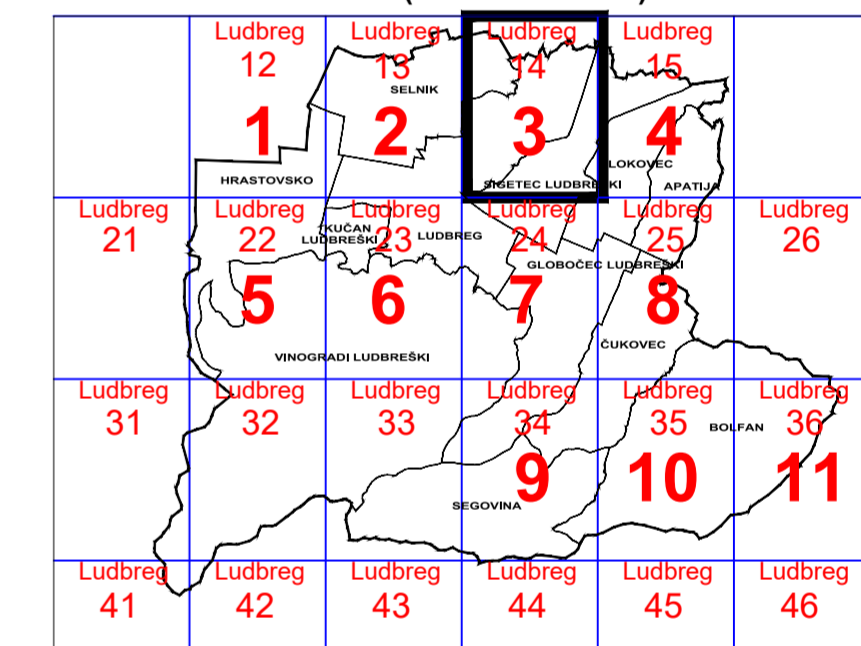 Ludbreg
12
Ludbreg
13
Ludbreg
14
Ludbreg
15
SELNIK
1
2
3
4
HRASTOVSKO
LOKOVEC
SIGETEC LUDBREŠKI
APATIJA
Ludbreg
21
Ludbreg
22
Ludbreg
23
Ludbreg
24
Ludbreg
25
Ludbreg
26
KUČAN
LUDBREŠKI
LUDBREG
GLOBOČEC LUDBREŠKI
5
6
7
8
VINOGRADI LUDBREŠKI
ČUKOVEC
Ludbreg
31
Ludbreg
32
Ludbreg
33
Ludbreg
34
Ludbreg
35
Ludbreg
36
BOLFAN
9
10
11
SEGOVINA
Ludbreg
41
Ludbreg
42
Ludbreg
43
Ludbreg
44
Ludbreg
45
Ludbreg
46